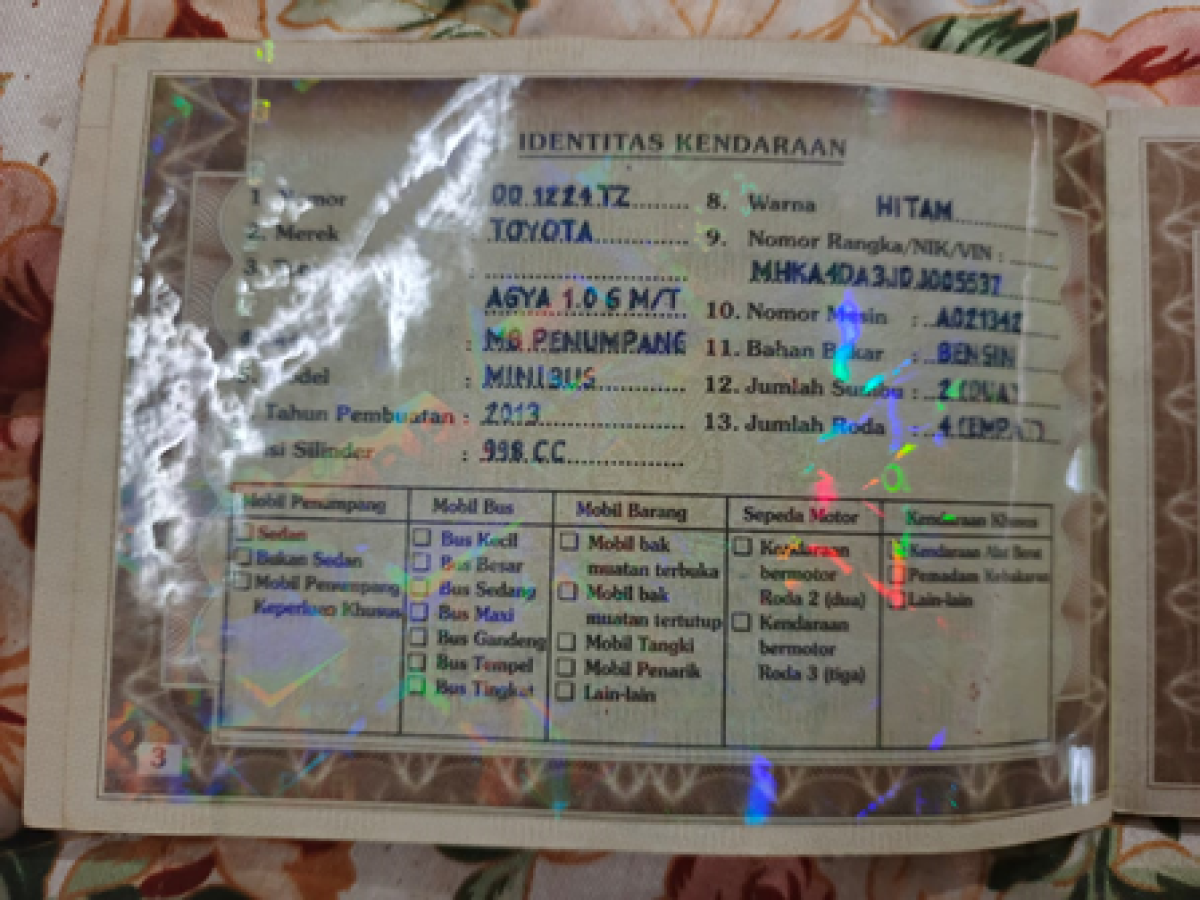 IDENTITAS KENDARAAN
1 Nomor DD 1224 TZ
2. Merek TOYOTA
3.
AGYA 1.0 G M/T
: MB PENUMPANG
5. Model : MINIBUS
Tahun Pembuatan : 2013
Isi Silinder : 998 CC
8. Warna HITAM
9. Nomor Rangka/NIK/VIN :
MHKA4DA3JDJ005537
10. Nomor Mesin : A021342
11. Bahan Bakar : BENSIN
12. Jumlah Sumbu : 2 (DUA)
13. Jumlah Roda : 4 (EMPAT)
Mobil Penumpang
Sedan
Bukan Sedan
Mobil Penumpang
Keperluan Khusus
Mobil Bus
Bus Kecil
Bus Besar
Bus Sedang
Bus Maxi
Bus Gandeng
Bus Tempel
Bus Tingkat
Mobil Barang
Mobil bak
muatan terbuka
Mobil bak
muatan tertutup
Mobil Tangki
Mobil Penarik
Lain-lain
Sepeda Motor
Kendaraan
bermotor
Roda 2 (dua)
Kendaraan
bermotor
Roda 3 (tiga)
Kendaraan Khusus
Kendaraan Alat Berat
Pemadam Kebakaran
Lain-lain
3